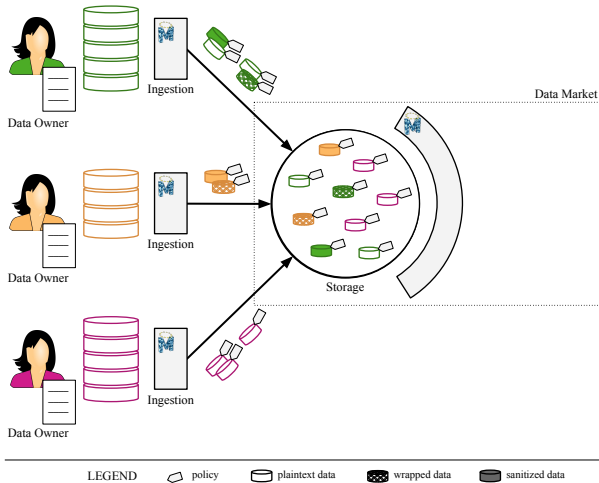 Ingestion
Data Owner
Data Market
Ingestion
Data Owner
Storage
Ingestion
Data Owner
LEGEND policy plaintext data wrapped data sanitized data